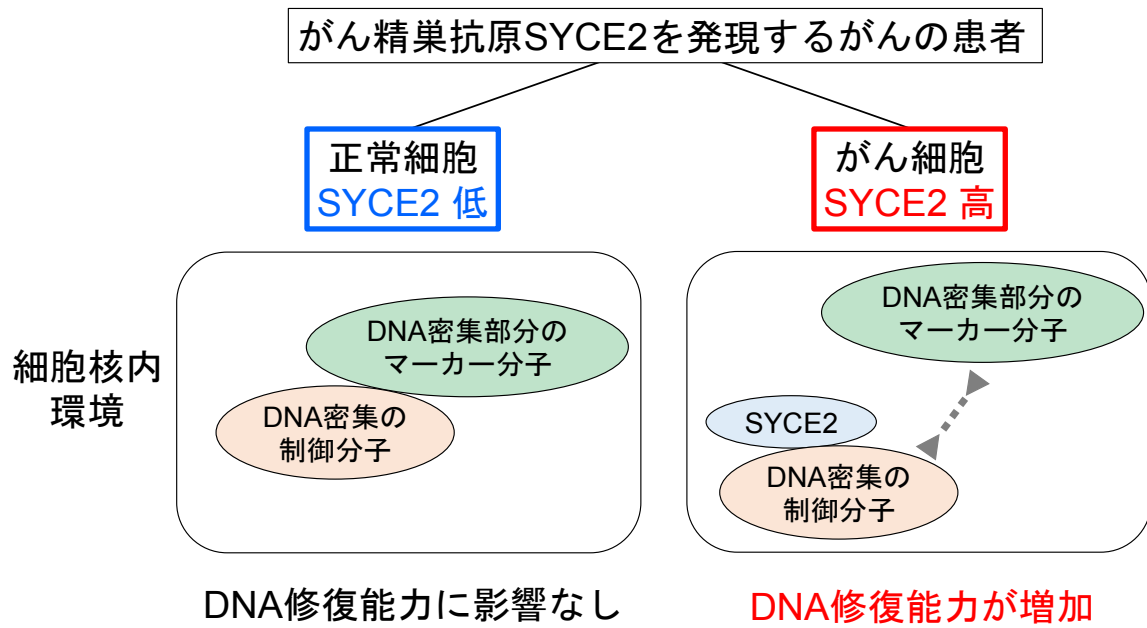 がん精巣抗原SYCE2を発現するがんの患者
正常細胞
SYCE2 低
がん細胞
SYCE2 高
細胞核内
環境
DNA密集部分の
マーカー分子
DNA密集の
制御分子
DNA密集部分の
マーカー分子
SYCE2
DNA密集の
制御分子
DNA修復能力に影響なし
DNA修復能力が増加